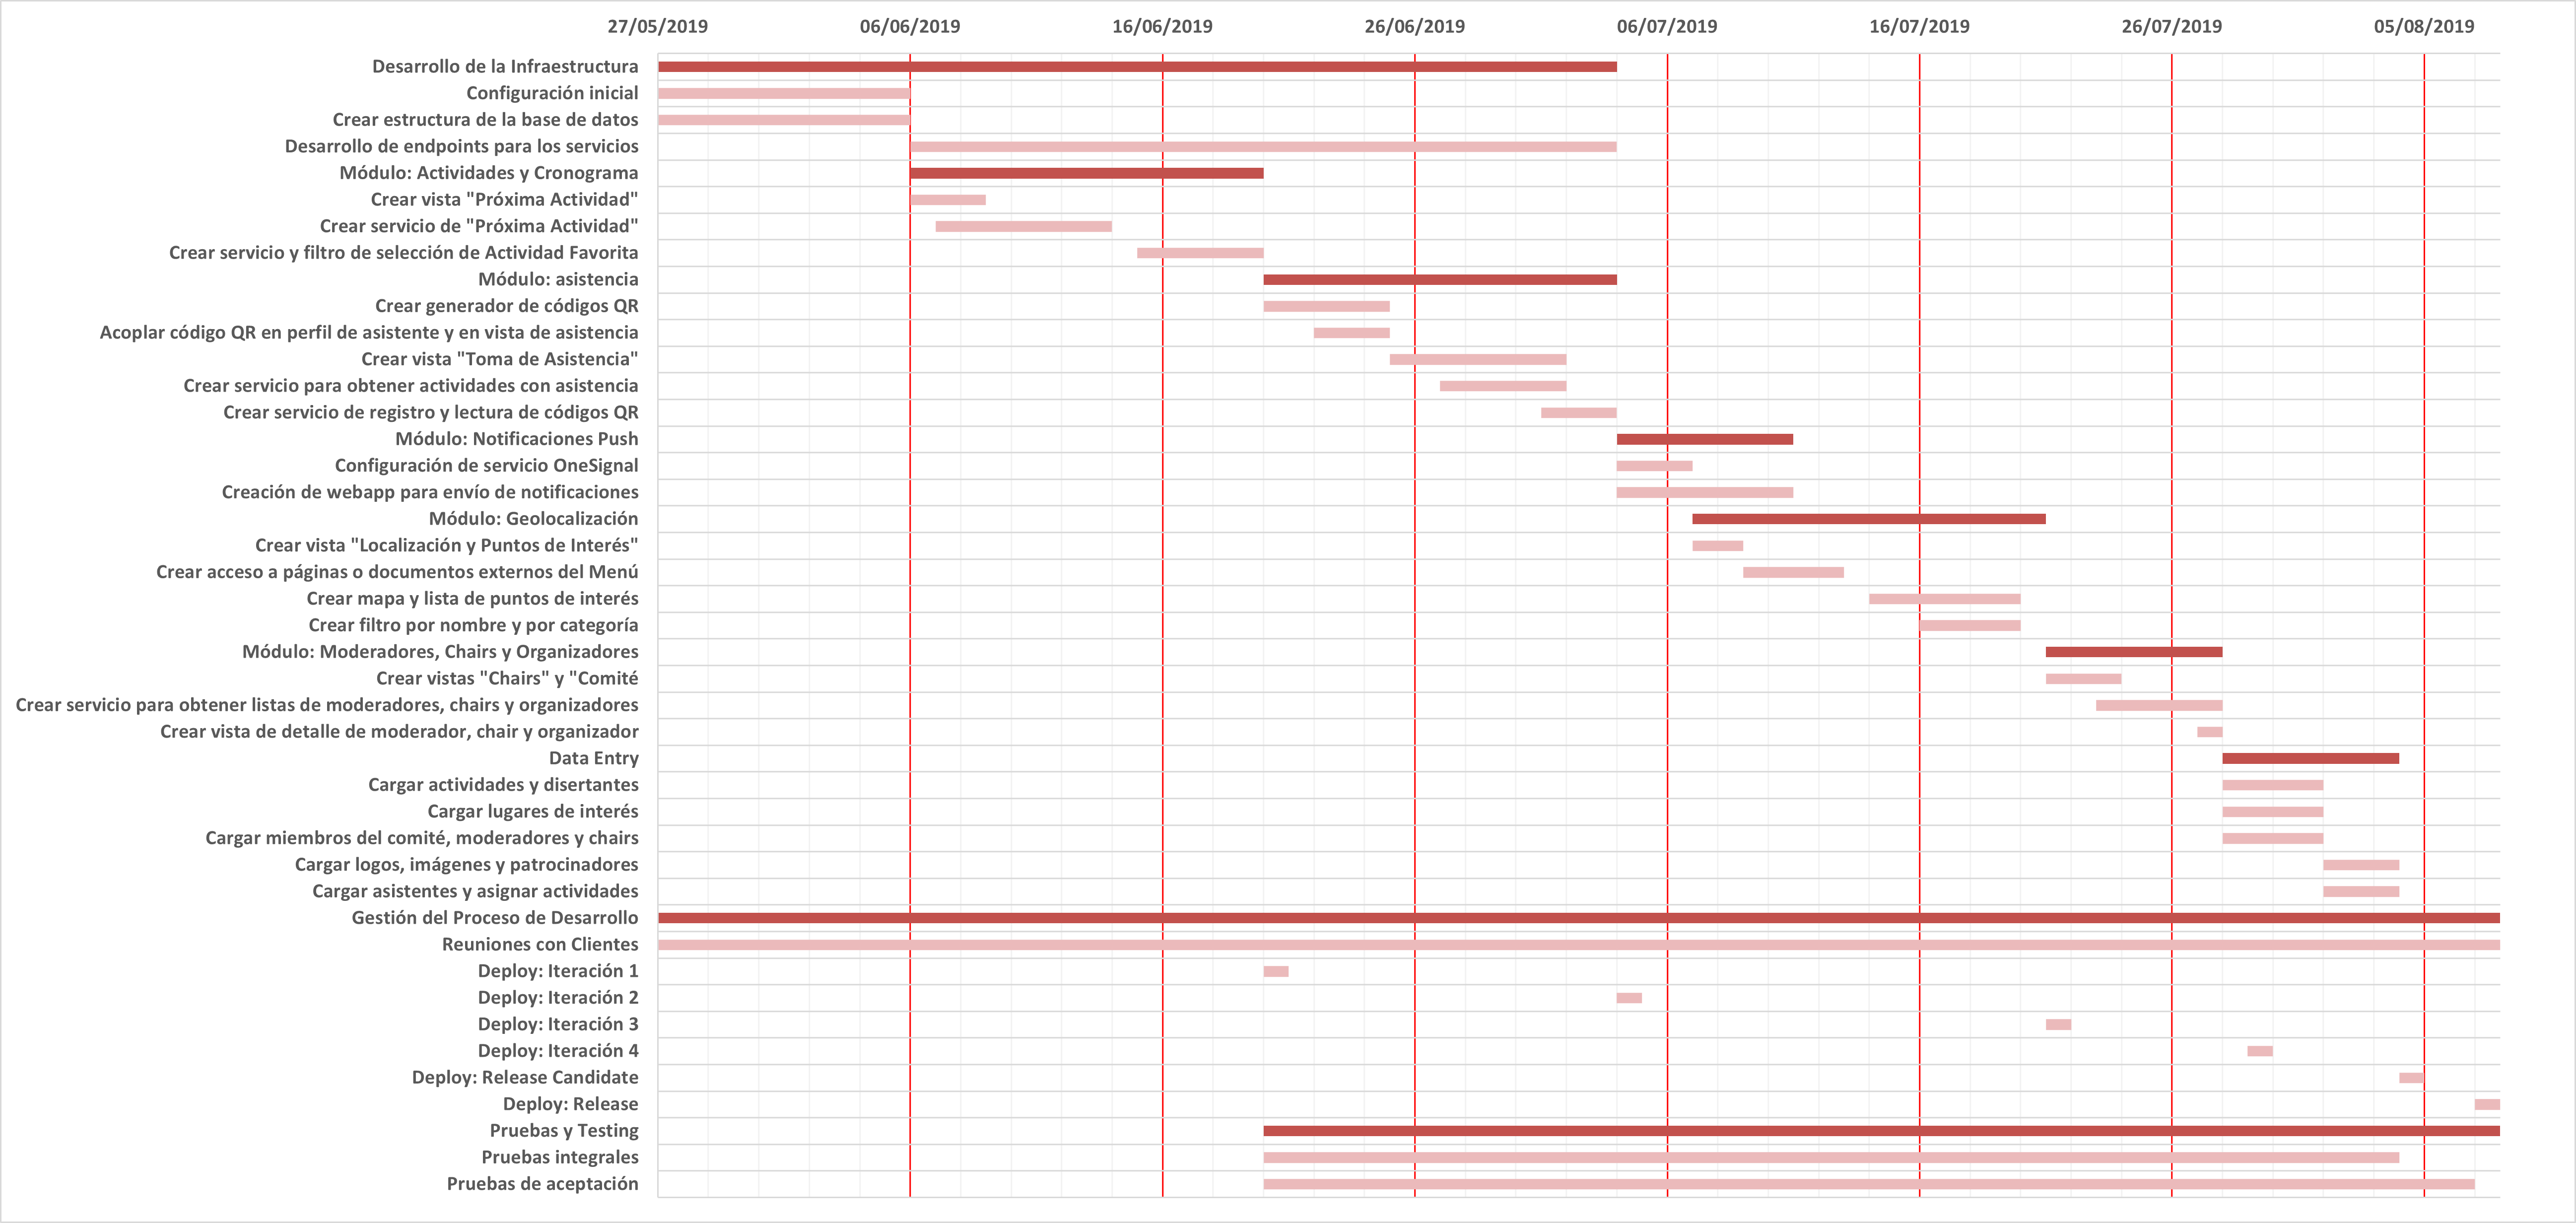 27/05/2019 06/06/2019 16/06/2019 26/06/2019 06/07/2019 16/07/2019 26/07/2019 05/08/2019
Desarrollo de la Infraestructura
Configuración inicial
Crear estructura de la base de datos
Desarrollo de endpoints para los servicios
Módulo: Actividades y Cronograma
Crear vista "Próxima Actividad"
Crear servicio de "Próxima Actividad"
Crear servicio y filtro de selección de Actividad Favorita
Módulo: asistencia
Crear generador de códigos QR
Acoplar código QR en perfil de asistente y en vista de asistencia
Crear vista "Toma de Asistencia"
Crear servicio para obtener actividades con asistencia
Crear servicio de registro y lectura de códigos QR
Módulo: Notificaciones Push
Configuración de servicio OneSignal
Creación de webapp para envío de notificaciones
Módulo: Geolocalización
Crear vista "Localización y Puntos de Interés"
Crear acceso a páginas o documentos externos del Menú
Crear mapa y lista de puntos de interés
Crear filtro por nombre y por categoría
Módulo: Moderadores, Chairs y Organizadores
Crear vistas "Chairs" y "Comité
Crear servicio para obtener listas de moderadores, chairs y organizadores
Crear vista de detalle de moderador, chair y organizador
Data Entry
Cargar actividades y disertantes
Cargar lugares de interés
Cargar miembros del comité, moderadores y chairs
Cargar logos, imágenes y patrocinadores
Cargar asistentes y asignar actividades
Gestión del Proceso de Desarrollo
Reuniones con Clientes
Deploy: Iteración 1
Deploy: Iteración 2
Deploy: Iteración 3
Deploy: Iteración 4
Deploy: Release Candidate
Deploy: Release
Pruebas y Testing
Pruebas integrales
Pruebas de aceptación